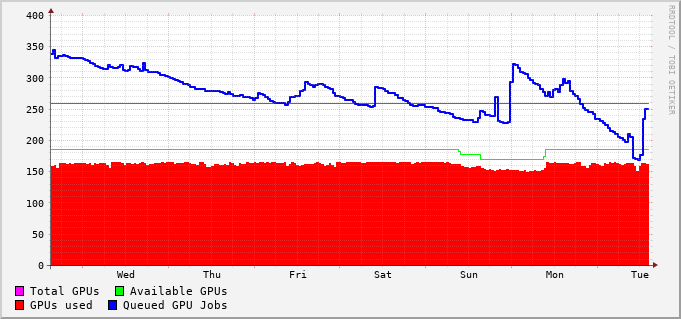 400
350
300
250
200
150
100
50
0
Wed Thu Fri Sat Sun Mon Tue
Total GPUs Available GPUs
GPUs used Queued GPU Jobs
RRDTOOL / TOBI OETIKER